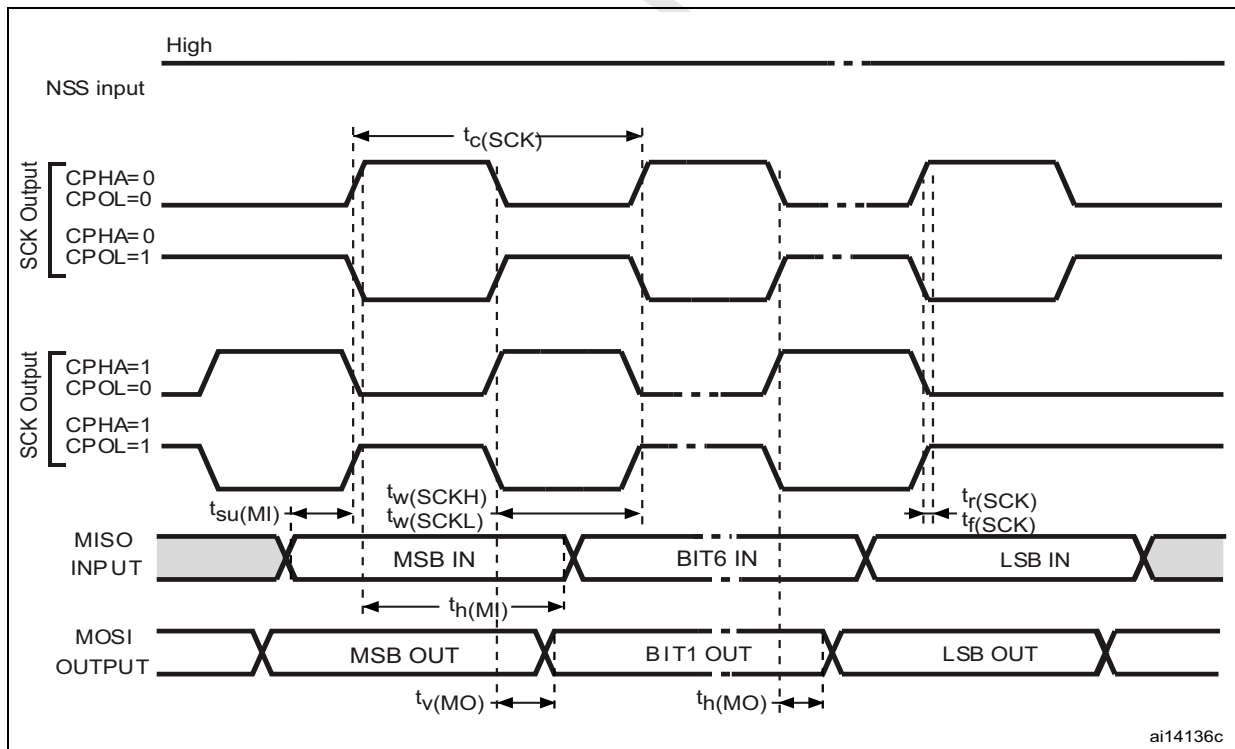 High
NSS input
tc(SCK)
SCK Output
CPHA=0
CPOL=0
CPHA=0
CPOL=1
SCK Output
CPHA=1
CPOL=0
CPHA=1
CPOL=1
tsu(MI)
tw(SCKH)
tw(SCKL)
tr(SCK)
tf(SCK)
MISO
INPUT
MSB IN
BIT6 IN
LSB IN
th(MI)
MOSI
OUTPUT
MSB OUT
BIT1 OUT
LSB OUT
tv(MO)
th(MO)
ai14136c